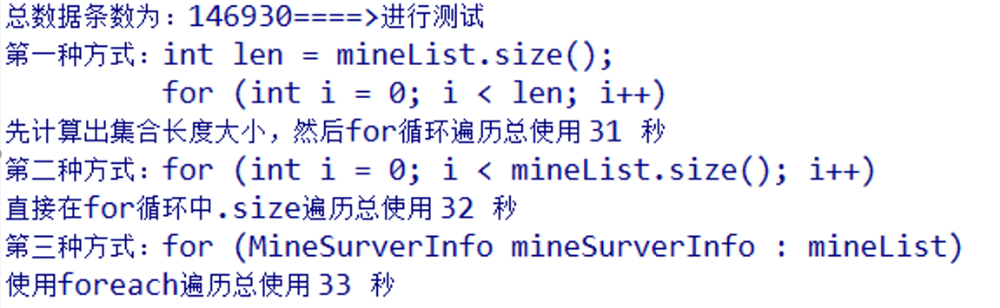 总数据条数为：146930====>进行测试
第一种方式：int len = mineList.size();
for (int i = 0; i < len; i++)
先计算出集合长度大小，然后for循环遍历总使用 31 秒
第二种方式：for (int i = 0; i < mineList.size(); i++)
直接在for循环中.size遍历总使用 32 秒
第三种方式：for (MineSurverInfo mineSurverInfo : mineList)
使用foreach遍历总使用 33 秒